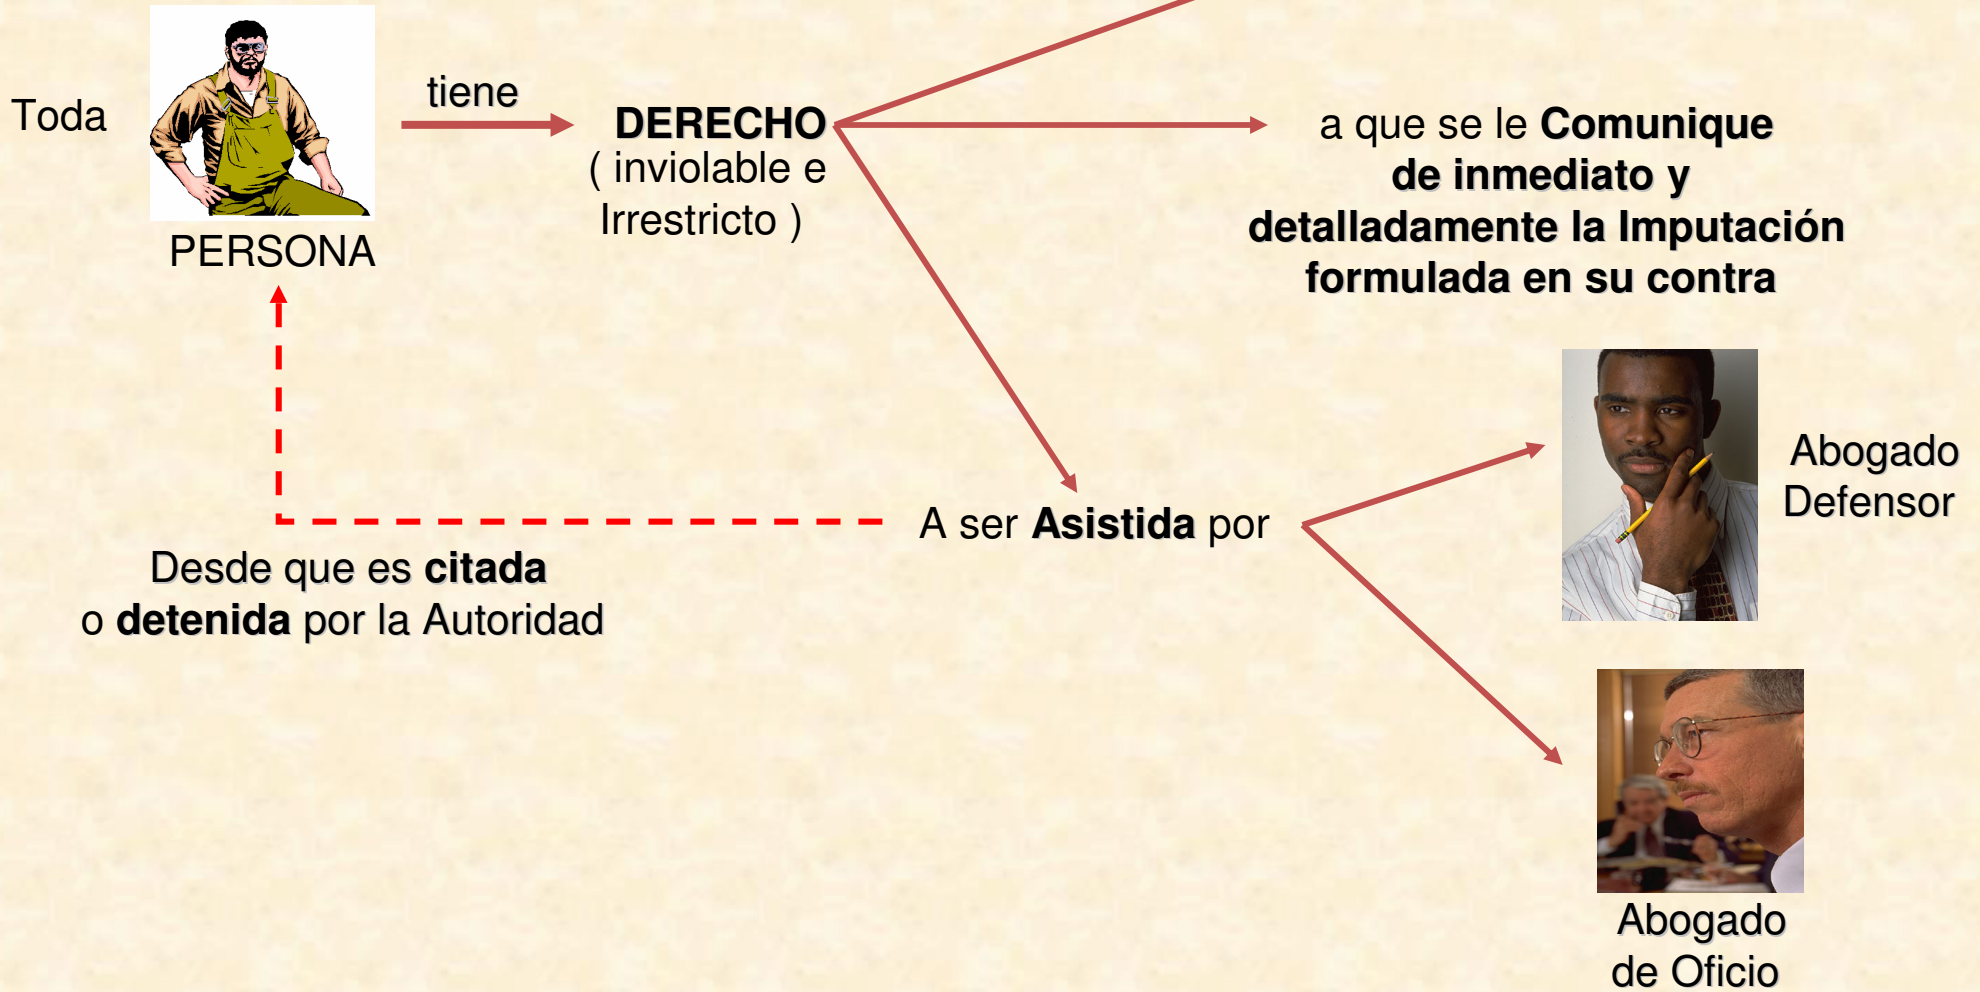 Toda
PERSONA
tiene
DERECHO
( inviolable e
Irrestricto )
a que se le Comunique
de inmediato y
detalladamente la Imputación
formulada en su contra
A ser Asistida por
Abogado
Defensor
Abogado
de Oficio
Desde que es citada
o detenida por la Autoridad